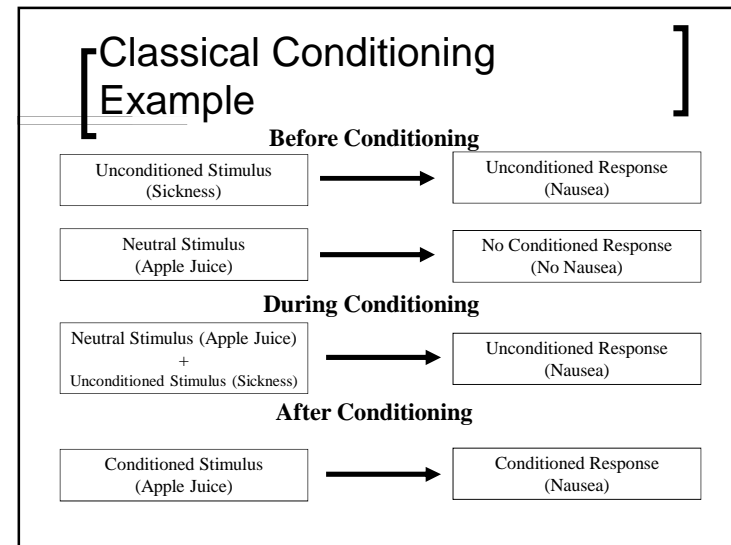 Classical Conditioning
Example
Before Conditioning
Unconditioned Stimulus
(Sickness)
Unconditioned Response
(Nausea)
Neutral Stimulus
(Apple Juice)
No Conditioned Response
(No Nausea)
During Conditioning
Neutral Stimulus (Apple Juice)
+
Unconditioned Stimulus (Sickness)
Unconditioned Response
(Nausea)
After Conditioning
Conditioned Stimulus
(Apple Juice)
Conditioned Response
(Nausea)